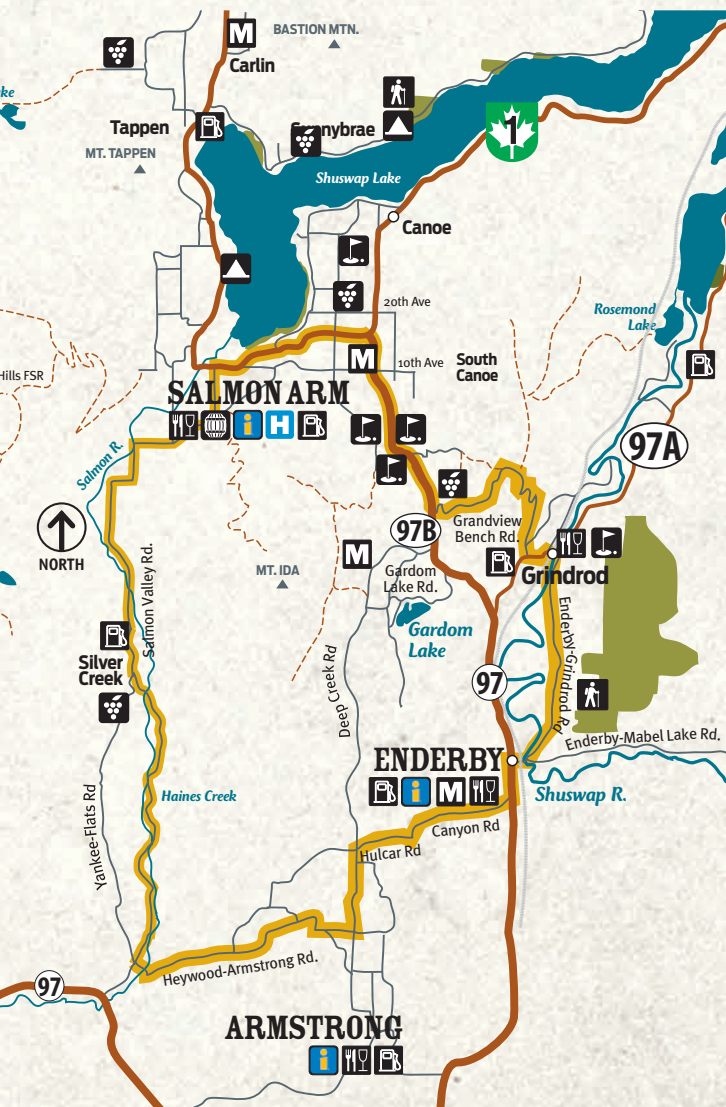 BASTION MTN.
M
Carlin
ke
Tappen
Sunnybrae
1
MT. TAPPEN
Shuswap Lake
Canoe
20th Ave
Rosemond
Lake
M
10th Ave
South
Canoe
Hills FSR
SALMON ARM
i
H
97A
Salmon R.
NORTH
97B
Grandview
Bench Rd.
M
Grindrod
MT. IDA
Gardom
Lake Rd.
Salmon Valley Rd.
Gardom
Lake
Enderby-Grindrod Rd
Silver
Creek
Deep Creek Rd
97
Enderby-Mabel Lake Rd.
ENDERBY
i
M
Shuswap R.
Haines Creek
Yankee-Flats Rd
Canyon Rd
Hulcar Rd
Heywood-Armstrong Rd.
97
ARMSTRONG
i